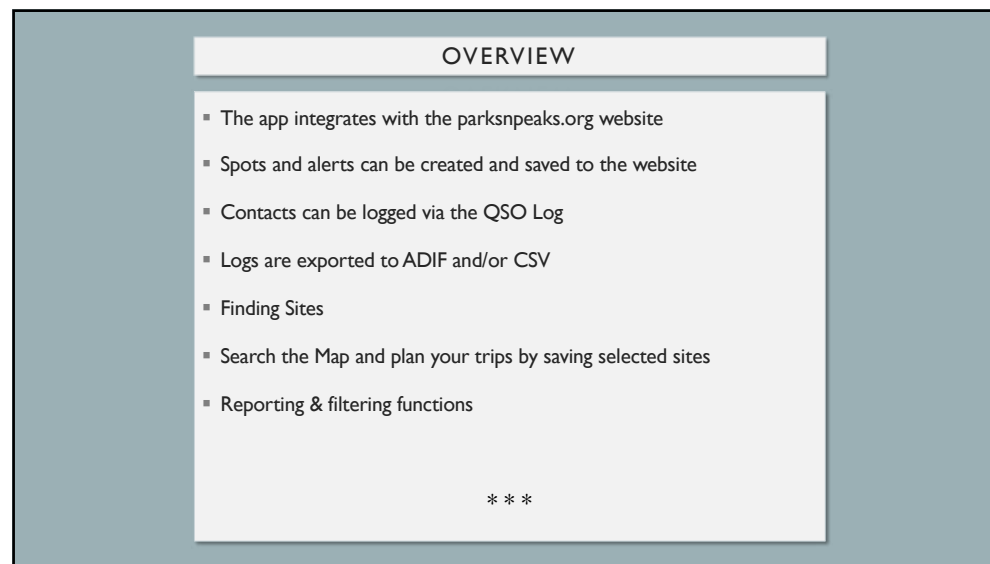 OVERVIEW
▪ The app integrates with the parksnpeaks.org website
▪ Spots and alerts can be created and saved to the website
▪ Contacts can be logged via the QSO Log
▪ Logs are exported to ADIF and/or CSV
▪ Finding Sites
▪ Search the Map and plan your trips by saving selected sites
▪ Reporting & filtering functions
* * *